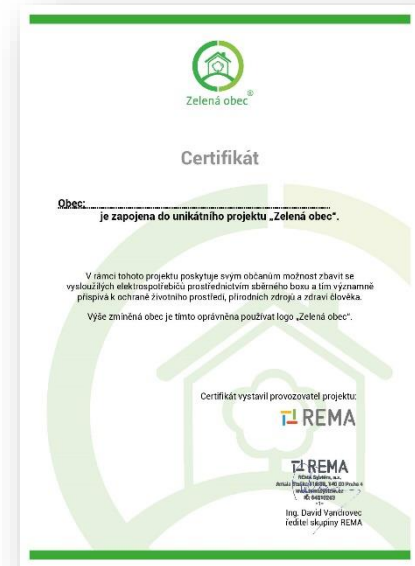 Zelená obec®
Certifikát
Obec:
je zapojena do unikátního projektu „Zelená obec“.
V rámci tohoto projektu poskytuje svým občanům možnost zbavit se
vysloužilých elektrospotřebičů prostřednictvím sběrného boxu a tím významně
přispívá k ochraně životního prostředí, přírodních zdrojů a zdraví člověka.
Výše zmíněná obec je tímto oprávněna používat logo „Zelená obec“.
Certifikát vystavil provozovatel projektu:
REMA
REMA
Ing. David Vandrovec
ředitel skupiny REMA